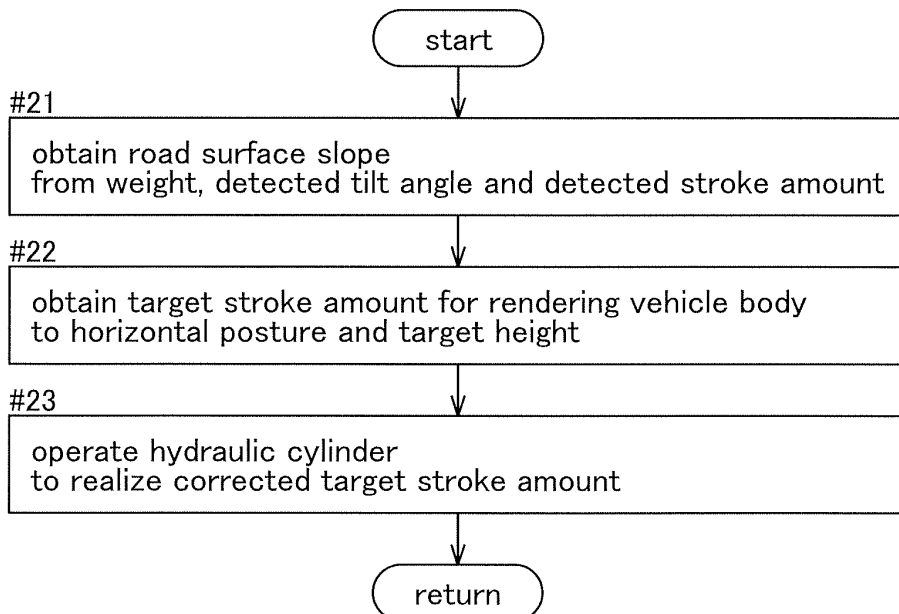 start
#21
obtain road surface slope
from weight, detected tilt angle and detected stroke amount
#22
obtain target stroke amount for rendering vehicle body
to horizontal posture and target height
#23
operate hydraulic cylinder
to realize corrected target stroke amount
return